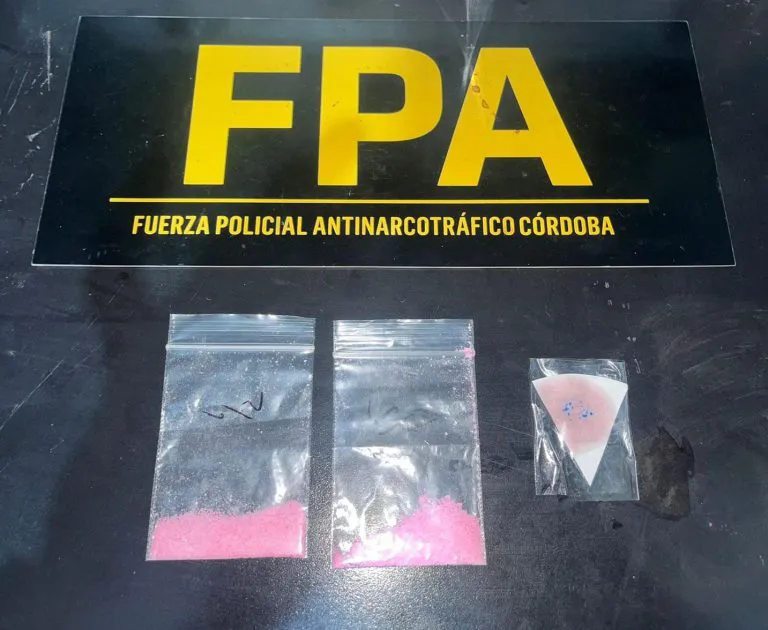 FPA
FUERZA POLICIAL ANTINARCOTRÁFICO CÓRDOBA